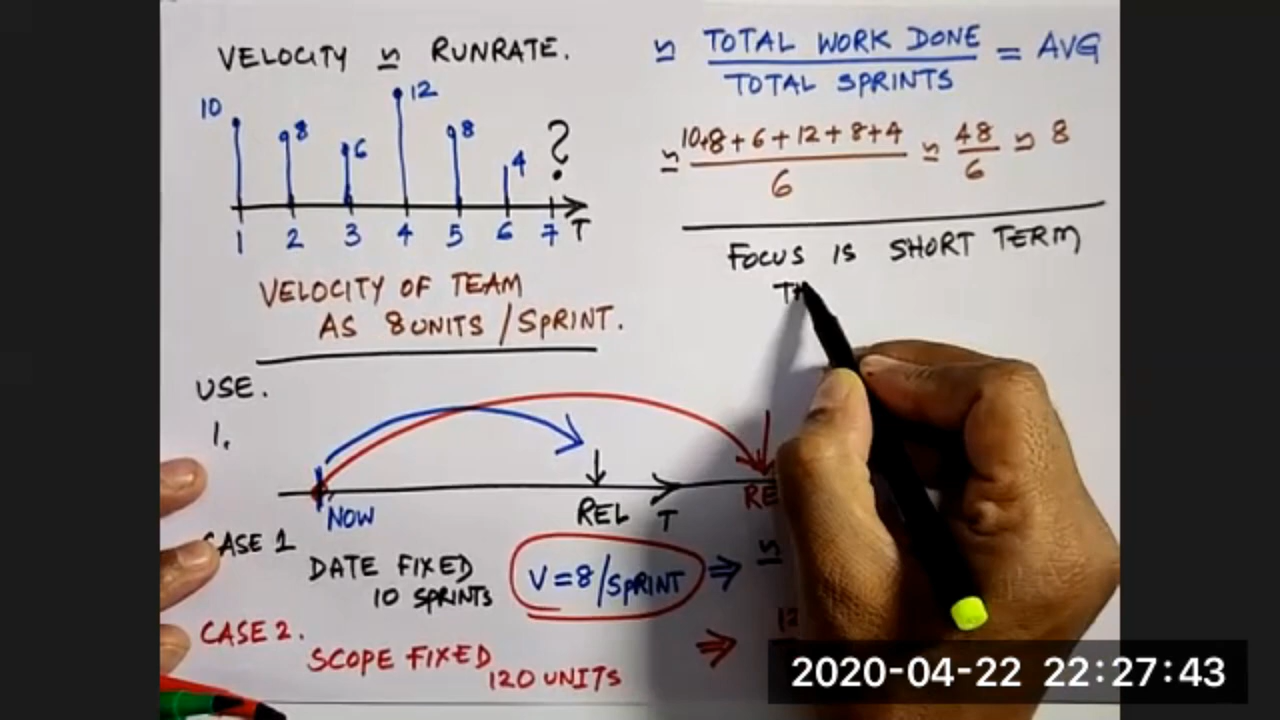 VELOCITY ≌ RUNRATE.
10 8 6 12 8 4 ?
1 2 3 4 5 6 7 T
VELOCITY OF TEAM
AS 8 UNITS / SPRINT.
≌ TOTAL WORK DONE = AVG
TOTAL SPRINTS
≌ 10+8+6+12+8+4 ≌ 48 ≌ 8
6 6
FOCUS IS SHORT TERM
TH
USE.
1.
NOW REL T RE
CASE 1
DATE FIXED
10 SPRINTS
V=8/SPRINT ⇒ ≌
CASE 2.
SCOPE FIXED
120 UNITS ⇒ 12
2020-04-22 22:27:43